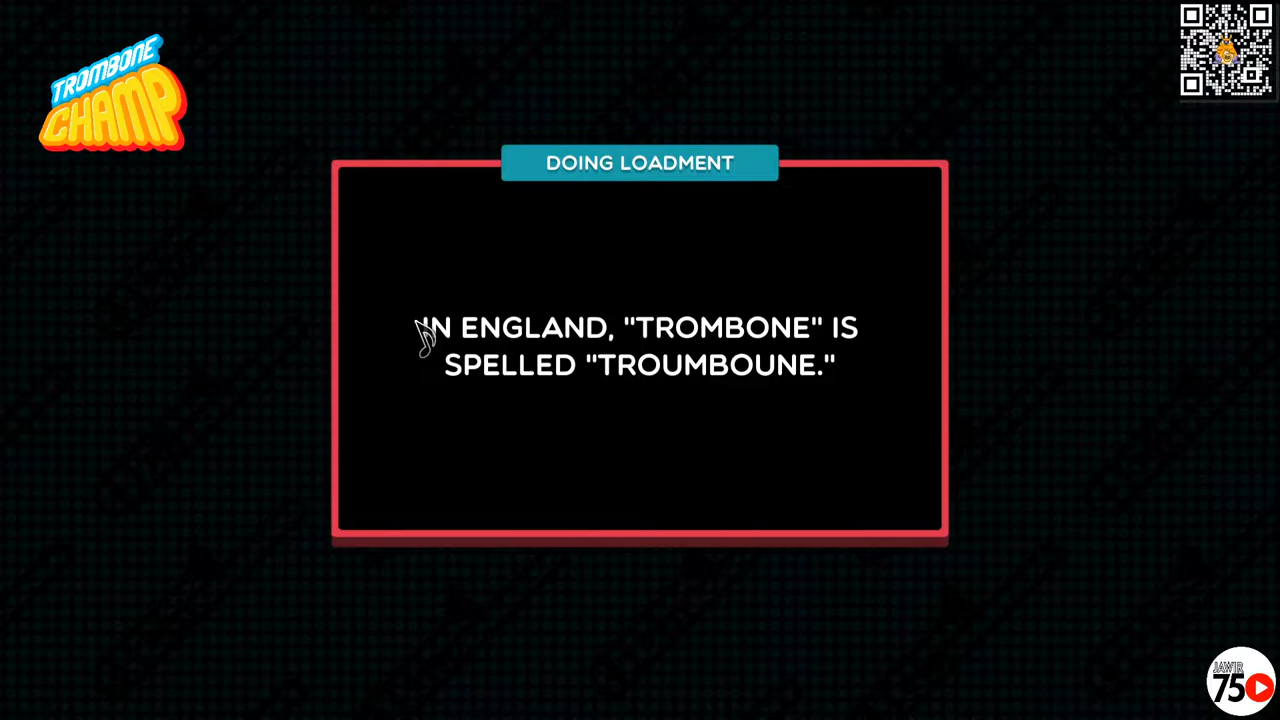 TROMBONE
CHAMP
DOING LOADMENT
IN ENGLAND, "TROMBONE" IS
SPELLED "TROUMBOUNE."
JAWIR
75